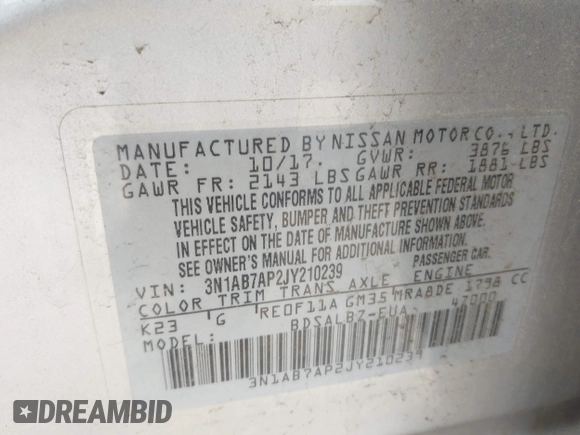 MANUFACTURED BY NISSAN MOTOR CO., LTD.
DATE: 10/17. GVWR: 3876 LBS
GAWR FR: 2143 LBS GAWR RR: 1881 LBS
THIS VEHICLE CONFORMS TO ALL APPLICABLE FEDERAL MOTOR
VEHICLE SAFETY, BUMPER AND THEFT PREVENTION STANDARDS
IN EFFECT ON THE DATE OF MANUFACTURE SHOWN ABOVE.
SEE OWNER'S MANUAL FOR ADDITIONAL INFORMATION.
VIN: 3N1AB7AP2JY210239 PASSENGER CAR.
COLOR TRIM TRANS AXLE ENGINE
K23 G RE0F11A GM35 MRA8DE 1798 CC
MODEL: BDSALBZ-EUA 47000
3N1AB7AP2JY210239
DREAMBID